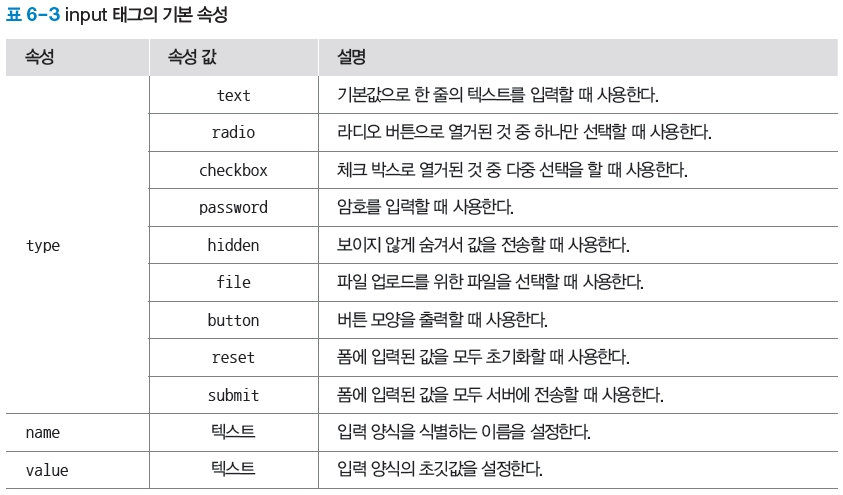 표 6-3 input 태그의 기본 속성
속성 속성 값 설명
text 기본값으로 한 줄의 텍스트를 입력할 때 사용한다.
radio 라디오 버튼으로 열거된 것 중 하나만 선택할 때 사용한다.
checkbox 체크 박스로 열거된 것 중 다중 선택을 할 때 사용한다.
password 암호를 입력할 때 사용한다.
type hidden 보이지 않게 숨겨서 값을 전송할 때 사용한다.
file 파일 업로드를 위한 파일을 선택할 때 사용한다.
button 버튼 모양을 출력할 때 사용한다.
reset 폼에 입력된 값을 모두 초기화할 때 사용한다.
submit 폼에 입력된 값을 모두 서버에 전송할 때 사용한다.
name 텍스트 입력 양식을 식별하는 이름을 설정한다.
value 텍스트 입력 양식의 초깃값을 설정한다.